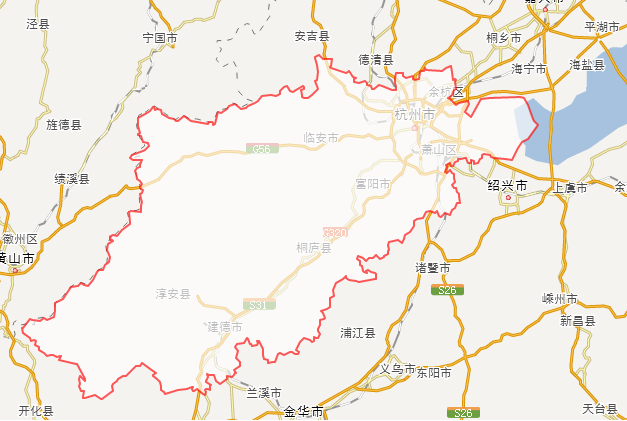 泾县
宁国市
安吉县
德清县
桐乡市
平湖市
海宁市
海盐县
余杭区
杭州市
旌德县
临安市
G56
萧山区
绩溪县
富阳市
绍兴市
上虞市
徽州区
黄山市
G320
桐庐县
诸暨市
淳安县
S26
S31
嵊州市
建德市
浦江县
新昌县
义乌市
东阳市
兰溪市
开化县
金华市
S26
天台县